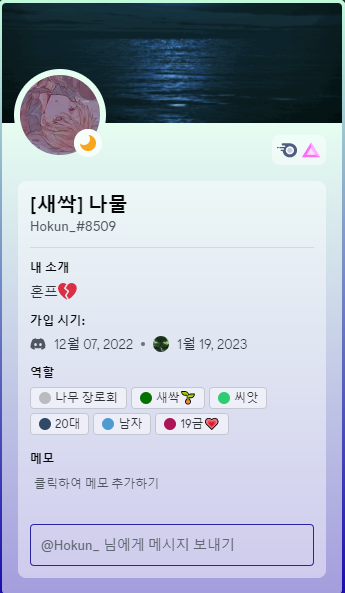 [새싹] 나물
Hokun_#8509
내 소개
혼프💔
가입 시기:
12월 07, 2022 • 1월 19, 2023
역할
나무 장로회 새싹🌱 씨앗
20대 남자 19금💗
메모
클릭하여 메모 추가하기
@Hokun_ 님에게 메시지 보내기